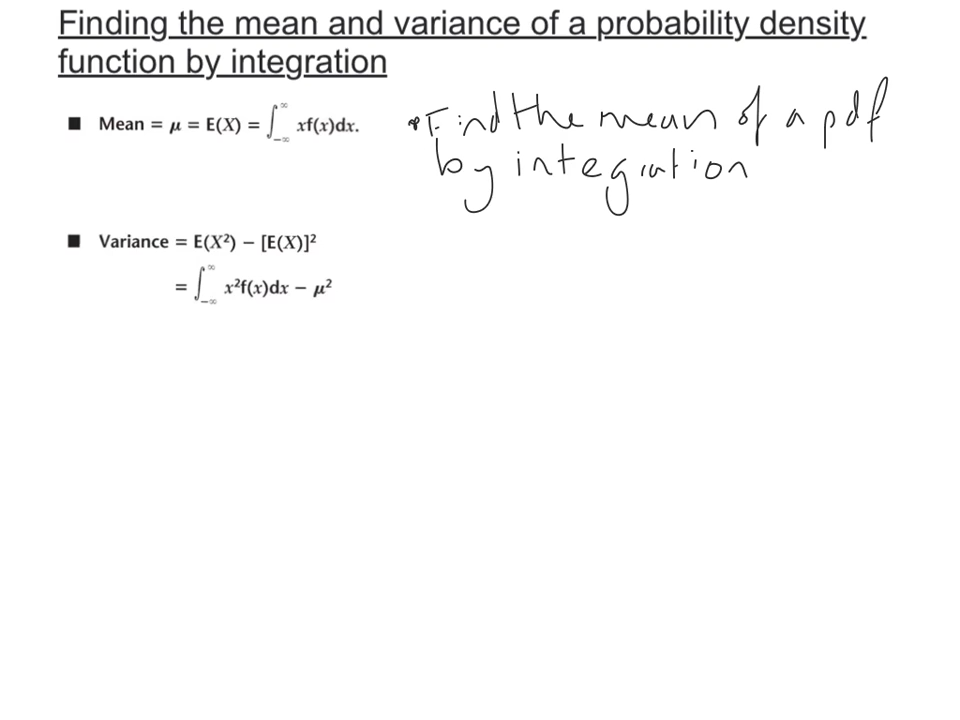 Finding the mean and variance of a probability density
function by integration
■ Mean = μ = E(X) = ∫_{-∞}^{∞} xf(x)dx.
• Find the mean of a pdf
by integration
■ Variance = E(X²) – [E(X)]²
= ∫_{-∞}^{∞} x²f(x)dx – μ²